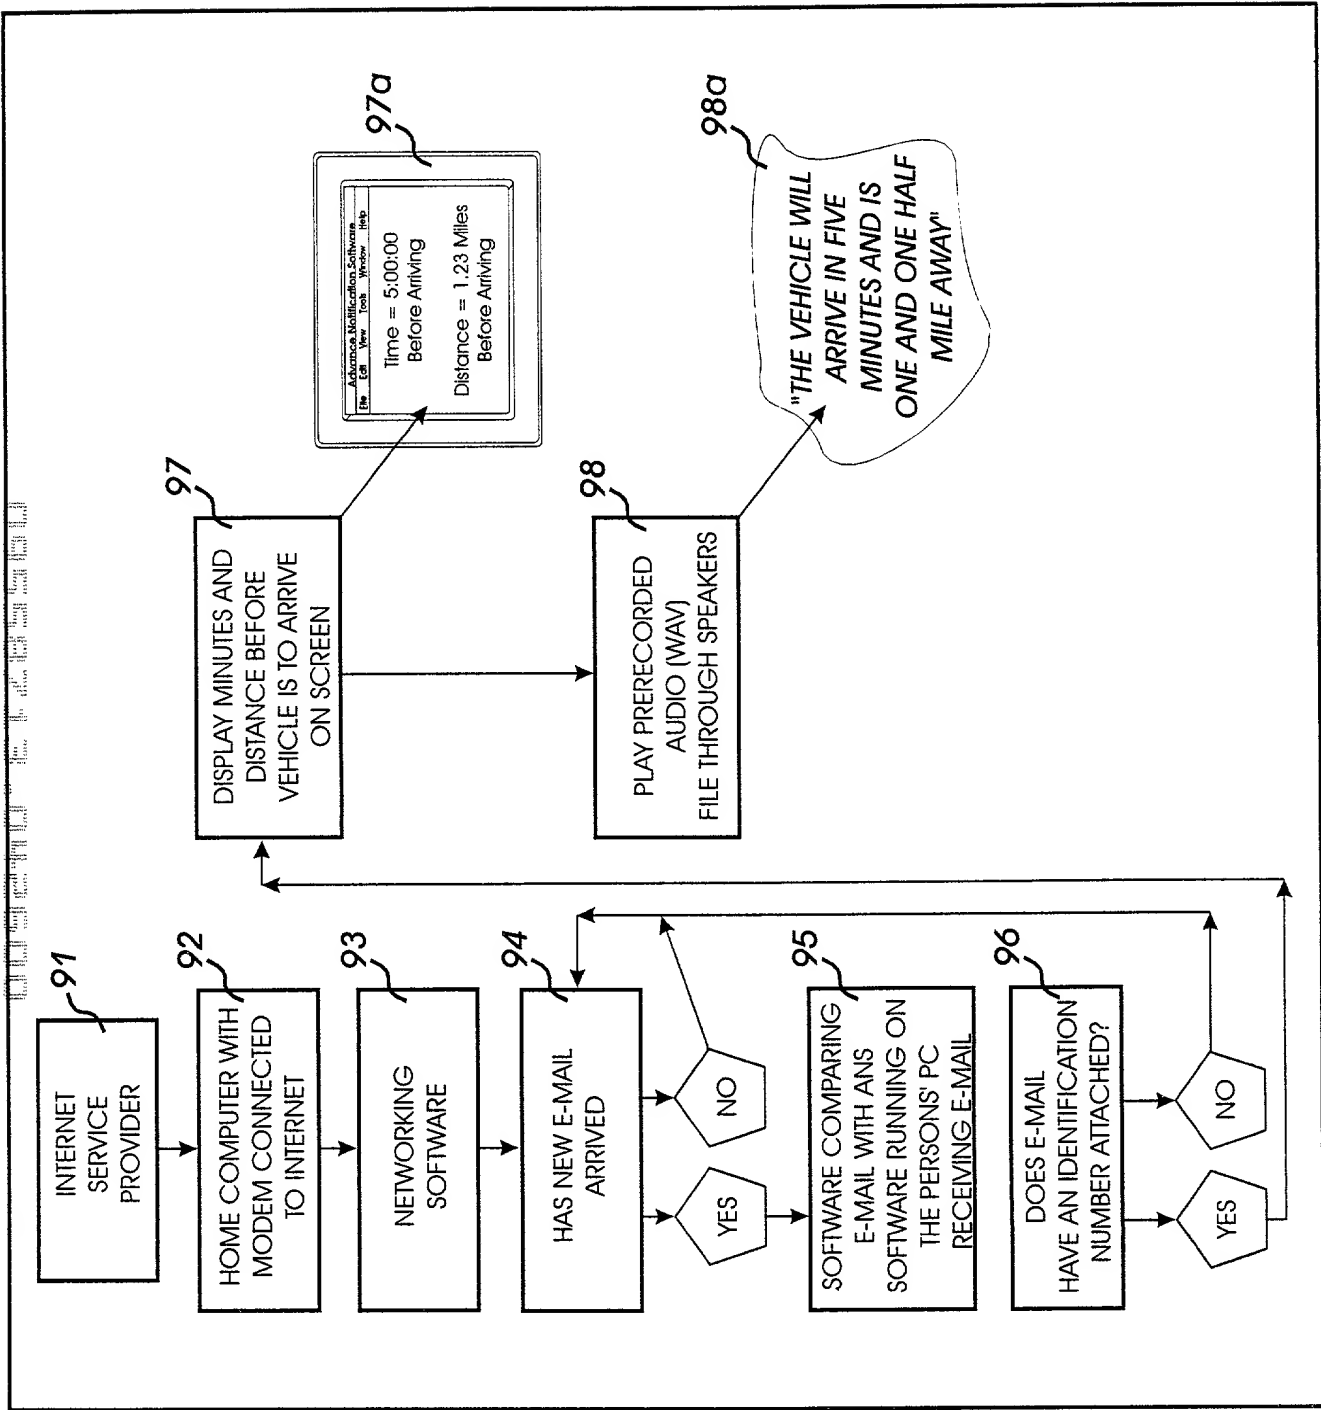 91
INTERNET
SERVICE
PROVIDER
92
HOME COMPUTER WITH
MODEM CONNECTED
TO INTERNET
93
NETWORKING
SOFTWARE
94
HAS NEW E-MAIL
ARRIVED
YES
NO
95
SOFTWARE COMPARING
E-MAIL WITH ANS
SOFTWARE RUNNING ON
THE PERSONS' PC
RECEIVING E-MAIL
96
DOES E-MAIL
HAVE AN IDENTIFICATION
NUMBER ATTACHED?
YES
NO
97
DISPLAY MINUTES AND
DISTANCE BEFORE
VEHICLE IS TO ARRIVE
ON SCREEN
97a
Advance Notification Software
File Edit View Tools Window Help
Time = 5:00:00
Before Arriving
Distance = 1.23 Miles
Before Arriving
98
PLAY PRERECORDED
AUDIO (WAV)
FILE THROUGH SPEAKERS
98a
"THE VEHICLE WILL
ARRIVE IN FIVE
MINUTES AND IS
ONE AND ONE HALF
MILE AWAY"